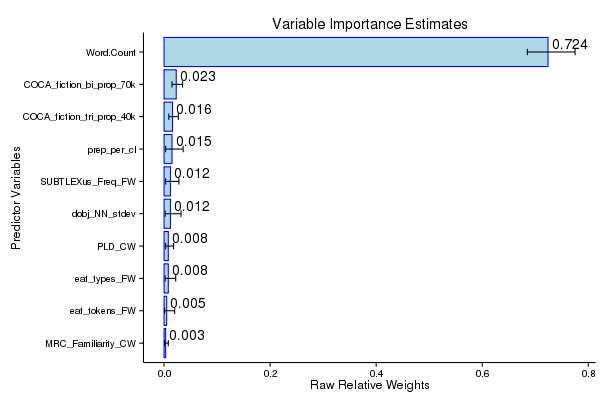 Variable Importance Estimates
Word.Count
0.724
COCA_fiction_bi_prop_70k
0.023
COCA_fiction_tri_prop_40k
0.016
prep_per_cl
0.015
SUBTLEXus_Freq_FW
0.012
dobj_NN_stdev
0.012
PLD_CW
0.008
eat_types_FW
0.008
eat_tokens_FW
0.005
MRC_Familiarity_CW
0.003
Predictor Variables
0.0 0.2 0.4 0.6 0.8
Raw Relative Weights